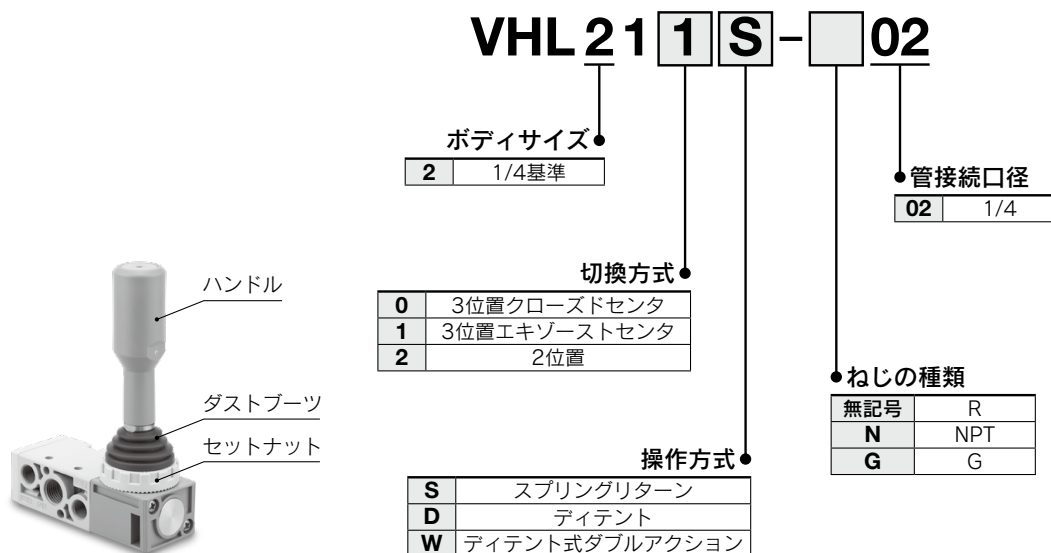 VHL 2 1 1 S - 02
ボディサイズ
2 1/4基準
管接続口径
02 1/4
切換方式
0 3位置クローズドセンタ
1 3位置エキゾーストセンタ
2 2位置
ねじの種類
無記号 R
N NPT
G G
操作方式
S スプリングリターン
D ディテント
W ディテント式ダブルアクション
ハンドル
ダストブーツ
セットナット